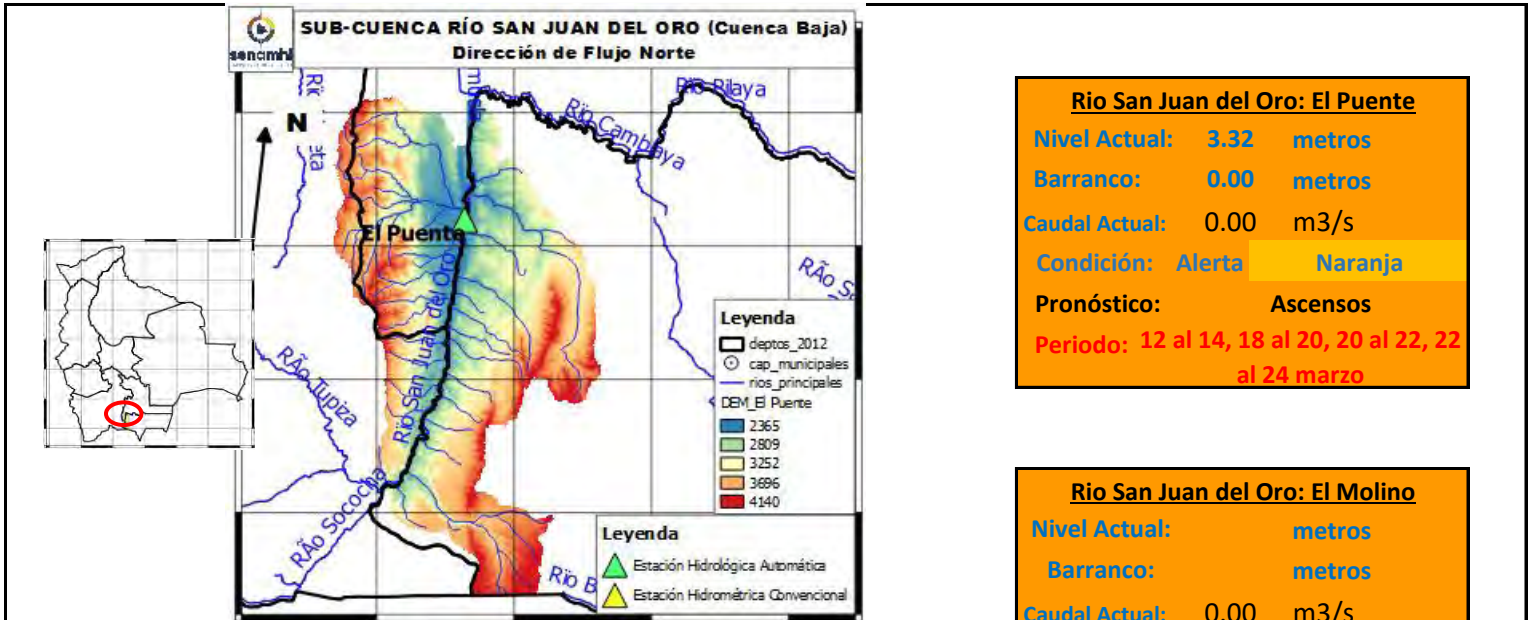 senamhi
SUB-CUENCA RÍO SAN JUAN DEL ORO (Cuenca Baja)
Dirección de Flujo Norte
N
Río Pilaya
Río Camblaya
El Puente
Río San Juan del Oro
RÃo Tupiza
RÃo Sococha
RÃo S
Río B
Leyenda
deptos_2012
cap_municipales
rios_principales
DEM_El Puente
2365
2809
3252
3696
4140
Leyenda
Estación Hidrológica Automática
Estación Hidrométrica Convencional
Rio San Juan del Oro: El Puente
Nivel Actual: 3.32 metros
Barranco: 0.00 metros
Caudal Actual: 0.00 m3/s
Condición: Alerta Naranja
Pronóstico: Ascensos
Periodo: 12 al 14, 18 al 20, 20 al 22, 22
al 24 marzo
Rio San Juan del Oro: El Molino
Nivel Actual: metros
Barranco: metros
Caudal Actual: 0.00 m3/s